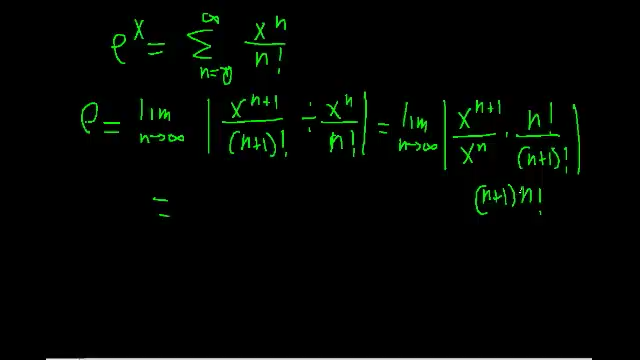 e^x = ∑_{n=0}^{∞} x^n/n!
ρ = lim_{n→∞} | x^{n+1}/(n+1)! ÷ x^n/n! | = lim_{n→∞} | x^{n+1}/x^n · n!/(n+1)! |
(n+1) n!
=